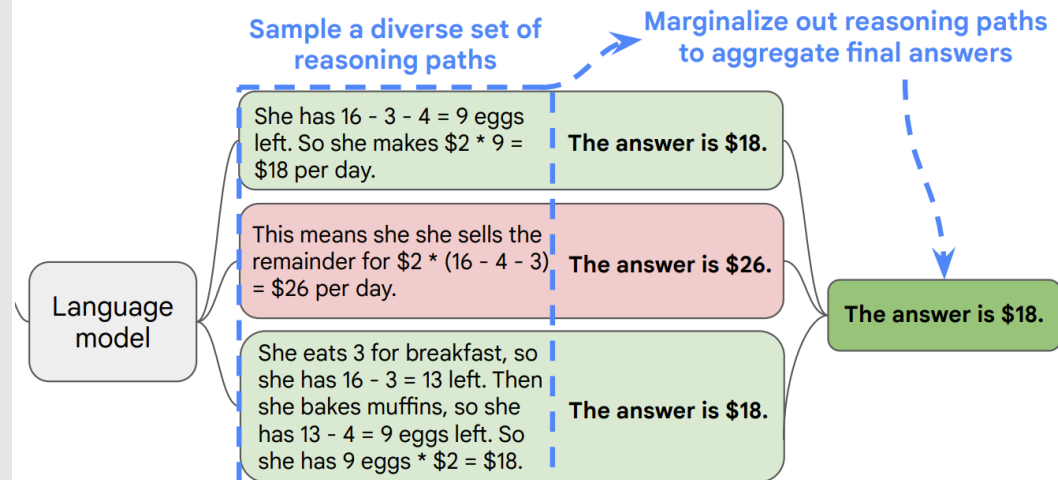 Sample a diverse set of
reasoning paths
Marginalize out reasoning paths
to aggregate final answers
She has 16 - 3 - 4 = 9 eggs
left. So she makes $2 * 9 =
$18 per day.
The answer is $18.
This means she she sells the
remainder for $2 * (16 - 4 - 3)
= $26 per day.
The answer is $26.
Language
model
The answer is $18.
She eats 3 for breakfast, so
she has 16 - 3 = 13 left. Then
she bakes muffins, so she
has 13 - 4 = 9 eggs left. So
she has 9 eggs * $2 = $18.
The answer is $18.